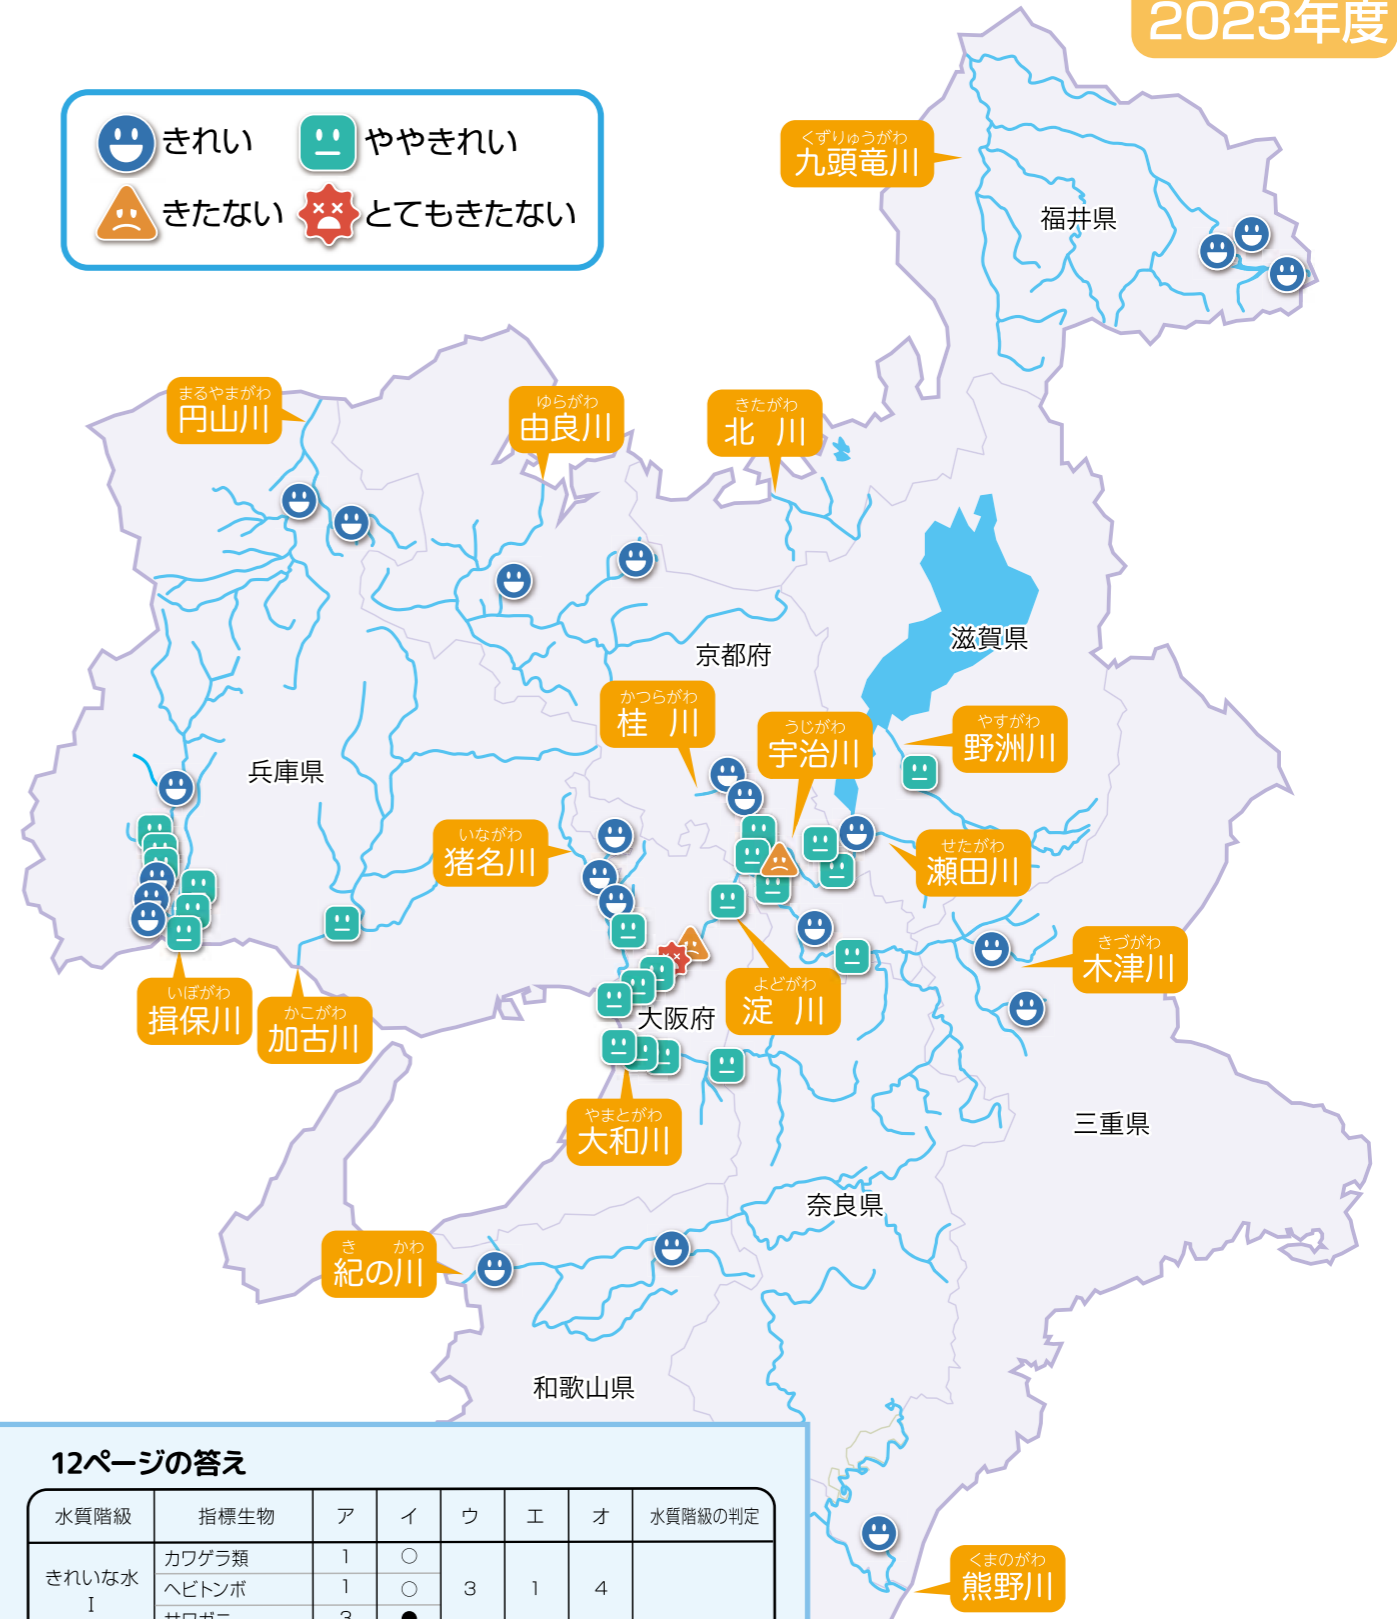 2023年度
きれい
ややきれい
きたない
とてもきたない
くずりゅうがわ
九頭竜川
福井県
まるやまがわ
円山川
ゆらがわ
由良川
きたがわ
北 川
滋賀県
京都府
かつらがわ
桂 川
うじがわ
宇治川
やすがわ
野洲川
兵庫県
いながわ
猪名川
せたがわ
瀬田川
きづがわ
木津川
いぼがわ
揖保川
かこがわ
加古川
よどがわ
淀 川
大阪府
やまとがわ
大和川
三重県
奈良県
き かわ
紀の川
和歌山県
くまのがわ
熊野川
12ページの答え
水質階級 指標生物 ア イ ウ エ オ 水質階級の判定
きれいな水
I
カワゲラ類 1 ○
ヘビトンボ 1 ○ 3 1 4
サワガニ 3 ●